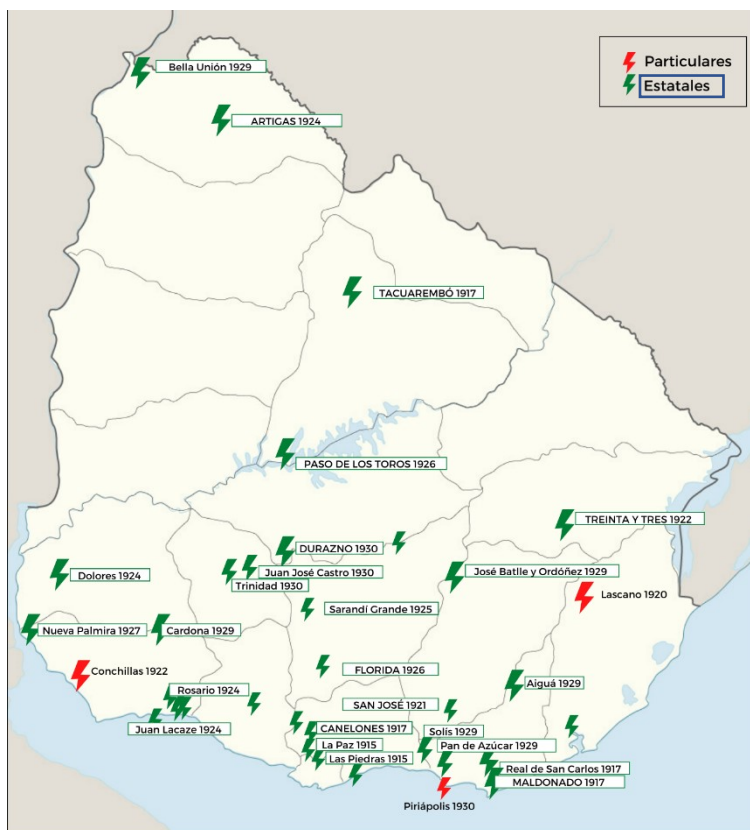 Particulares
Estatales
Bella Unión 1929
ARTIGAS 1924
TACUAREMBÓ 1917
PASO DE LOS TOROS 1926
TREINTA Y TRES 1922
DURAZNO 1930
Juan José Castro 1930
Trinidad 1930
José Batlle y Ordóñez 1929
Dolores 1924
Lascano 1920
Sarandí Grande 1925
Nueva Palmira 1927
Cardona 1929
Conchillas 1922
FLORIDA 1926
Aiguá 1929
Rosario 1924
SAN JOSÉ 1921
Juan Lacaze 1924
CANELONES 1917
Solís 1929
La Paz 1915
Pan de Azúcar 1929
Las Piedras 1915
Real de San Carlos 1917
MALDONADO 1917
Piriápolis 1930